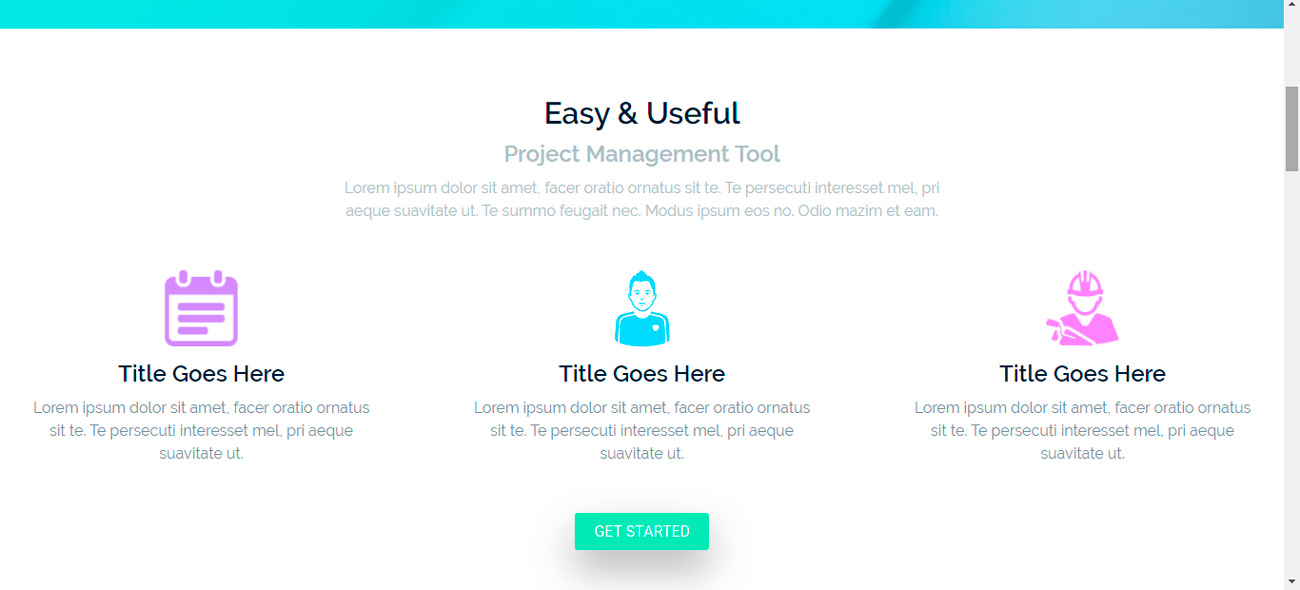 Easy & Useful
Project Management Tool
Lorem ipsum dolor sit amet, facer oratio ornatus sit te. Te persecuti interesset mel, pri
aeque suavitate ut. Te summo feugait nec. Modus ipsum eos no. Odio mazim et eam.
Title Goes Here
Lorem ipsum dolor sit amet, facer oratio ornatus
sit te. Te persecuti interesset mel, pri aeque
suavitate ut.
Title Goes Here
Lorem ipsum dolor sit amet, facer oratio ornatus
sit te. Te persecuti interesset mel, pri aeque
suavitate ut.
Title Goes Here
Lorem ipsum dolor sit amet, facer oratio ornatus
sit te. Te persecuti interesset mel, pri aeque
suavitate ut.
GET STARTED